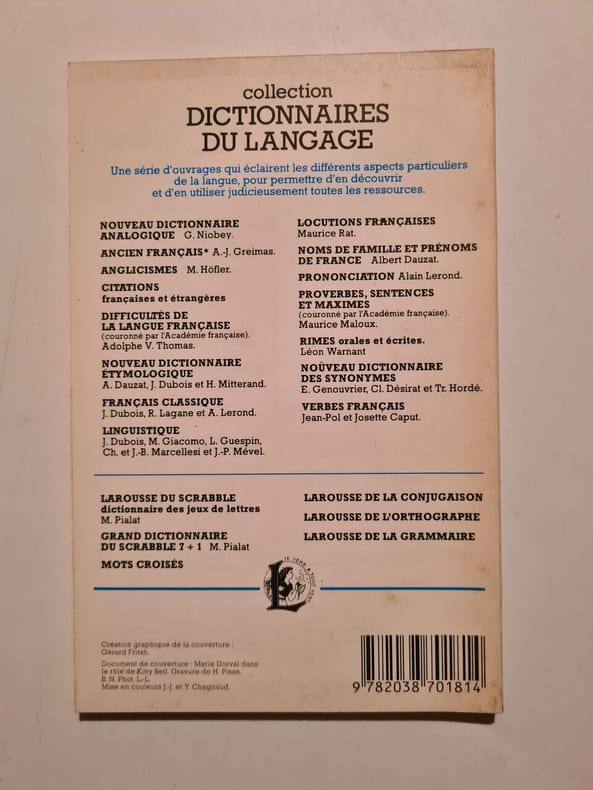 collection
DICTIONNAIRES
DU LANGAGE
Une série d'ouvrages qui éclairent les différents aspects particuliers
de la langue, pour permettre d'en découvrir
et d'en utiliser judicieusement toutes les ressources.
NOUVEAU DICTIONNAIRE
ANALOGIQUE G. Niobey.
ANCIEN FRANÇAIS* A.-J. Greimas.
ANGLICISMES M. Höfler.
CITATIONS
françaises et étrangères
DIFFICULTÉS DE
LA LANGUE FRANÇAISE
(couronné par l'Académie française).
Adolphe V. Thomas.
NOUVEAU DICTIONNAIRE
ÉTYMOLOGIQUE
A. Dauzat, J. Dubois et H. Mitterand.
FRANÇAIS CLASSIQUE
J. Dubois, R. Lagane et A. Lerond.
LINGUISTIQUE
J. Dubois, M. Giacomo, L. Guespin,
Ch. et J.-B. Marcellesi et J.-P. Mével.
LOCUTIONS FRANÇAISES
Maurice Rat.
NOMS DE FAMILLE ET PRÉNOMS
DE FRANCE Albert Dauzat.
PRONONCIATION Alain Lerond.
PROVERBES, SENTENCES
ET MAXIMES
(couronné par l'Académie française).
Maurice Maloux.
RIMES orales et écrites.
Léon Warnant
NOUVEAU DICTIONNAIRE
DES SYNONYMES
E. Genouvrier, Cl. Désirat et Tr. Hordé.
VERBES FRANÇAIS
Jean-Pol et Josette Caput.
LAROUSSE DU SCRABBLE
dictionnaire des jeux de lettres
M. Pialat
GRAND DICTIONNAIRE
DU SCRABBLE 7 + 1 M. Pialat
MOTS CROISÉS
LAROUSSE DE LA CONJUGAISON
LAROUSSE DE L'ORTHOGRAPHE
LAROUSSE DE LA GRAMMAIRE
JE SÈME À TOUT VENT
L
Création graphique de la couverture :
Gérard Fritsh.
Document de couverture : Marie Dorval dans
le rôle de Kitty Bell. Gravure de H. Pisan.
B. N. Phot. L.-L.
Mise en couleurs J.-J. et Y. Chagnaud.
9 782038 701814